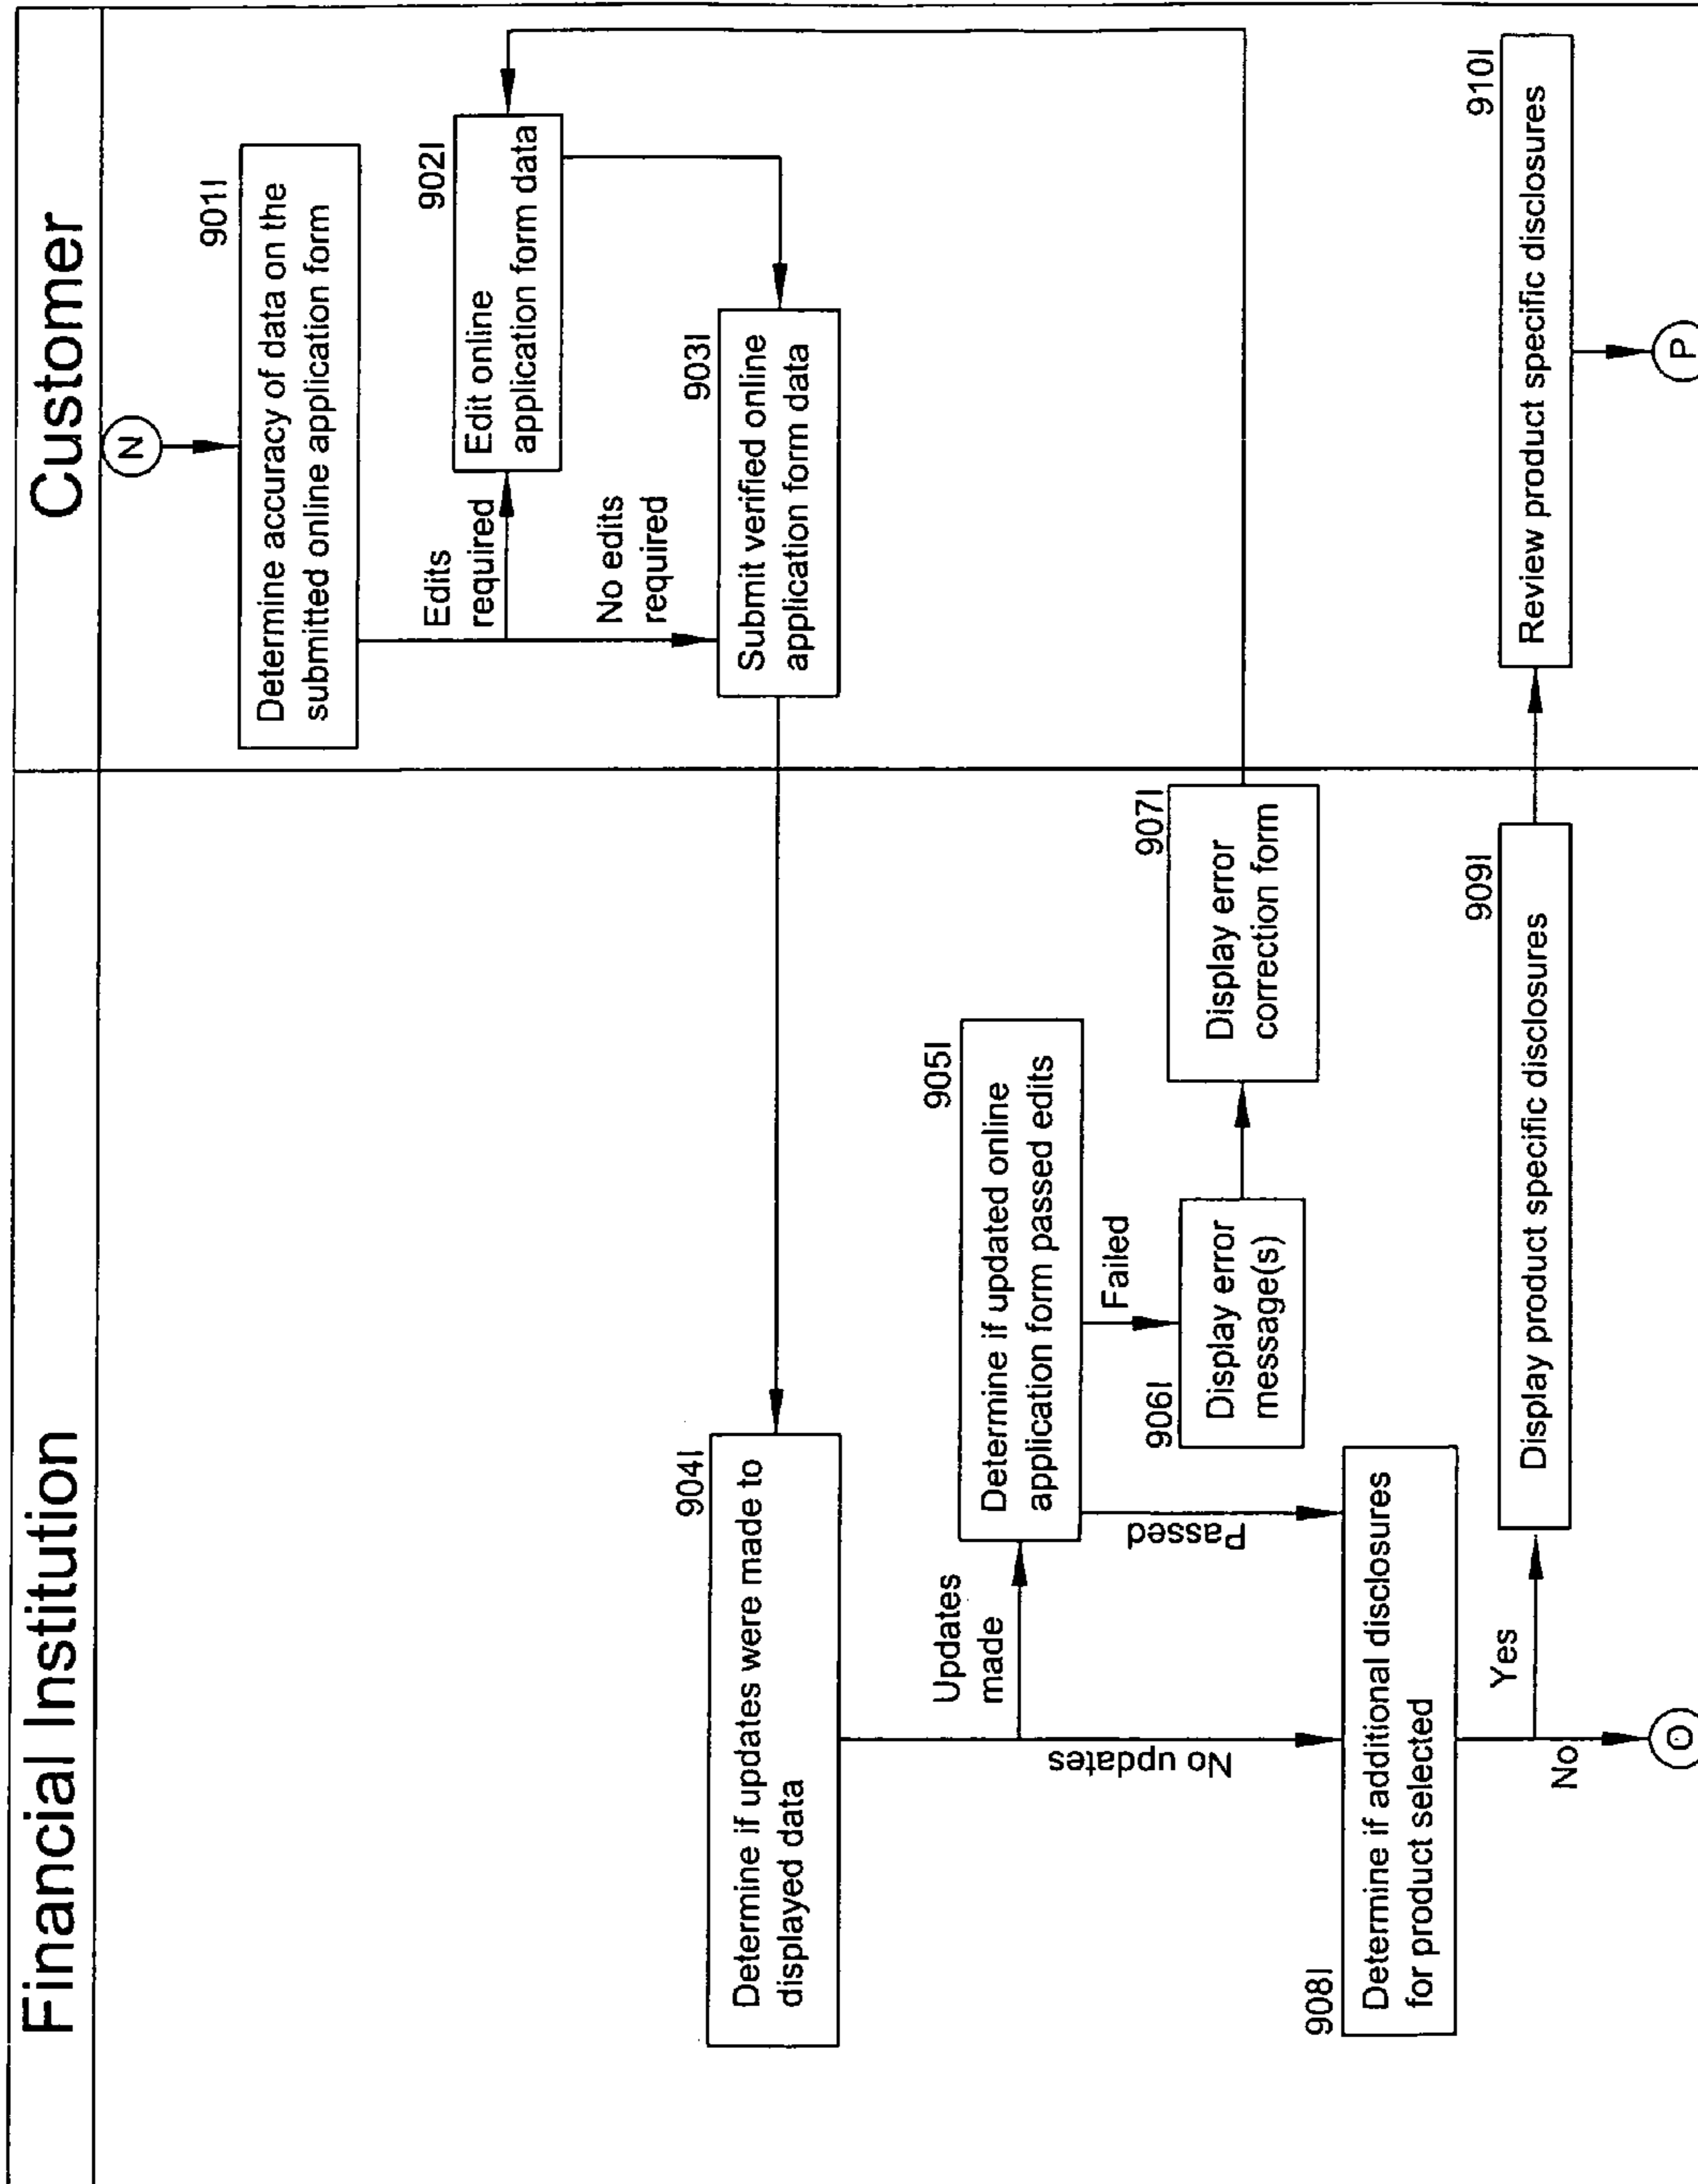 Financial Institution
Customer
N
901I
Determine accuracy of data on the
submitted online application form
Edits
required
902I
Edit online
application form data
No edits
required
903I
Submit verified online
application form data
904I
Determine if updates were made to
displayed data
Updates
made
905I
Determine if updated online
application form passed edits
No updates
Passed
Failed
906I
Display error
message(s)
907I
Display error
correction form
908I
Determine if additional disclosures
for product selected
Yes
909I
Display product specific disclosures
910I
Review product specific disclosures
No
O
P